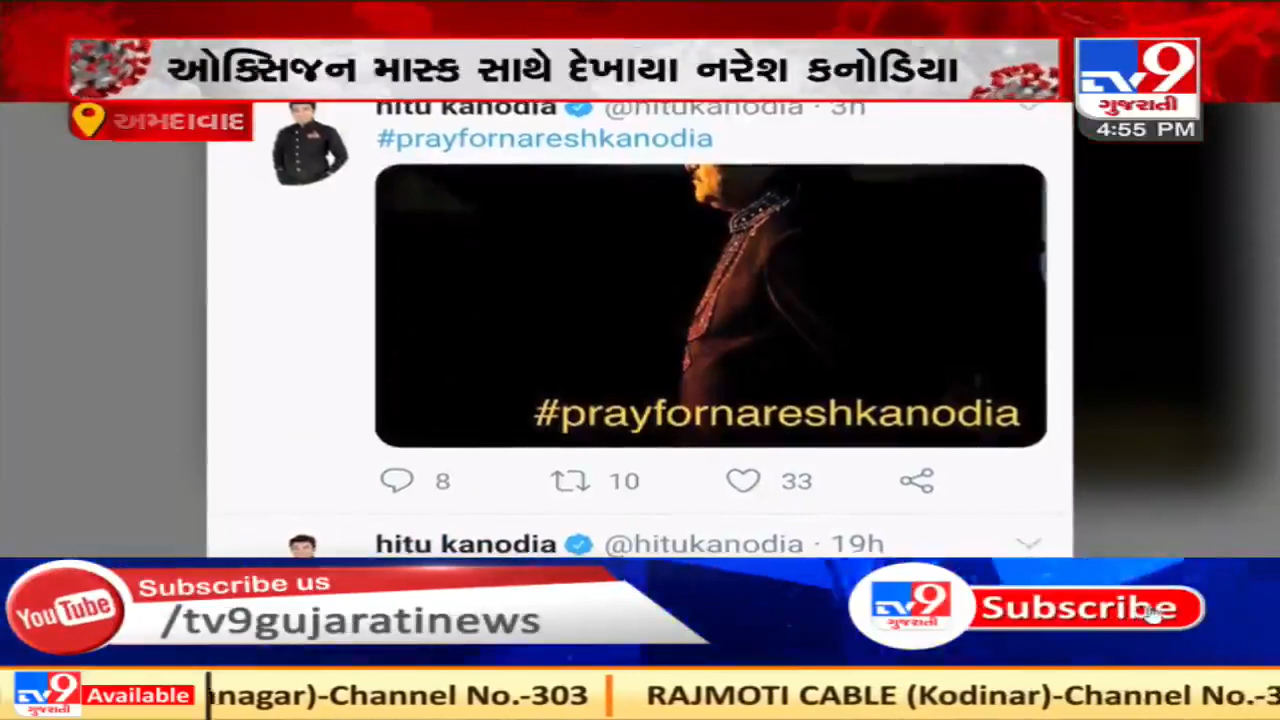 ઓક્સિજન માસ્ક સાથે દેખાયા નરેશ કનોડિયા
TV9
ગુજરાતી
4:55 PM
અમદાવાદ
hitu kanodia @hitukanodia · 3h
#prayfornareshkanodia
#prayfornareshkanodia
8 10 33
hitu kanodia @hitukanodia · 19h
YouTube
Subscribe us
/tv9gujaratinews
TV9
ગુજરાતી
Subscribe
TV9
ગુજરાતી
Available
nagar)-Channel No.-303 | RAJMOTI CABLE (Kodinar)-Channel No.-3